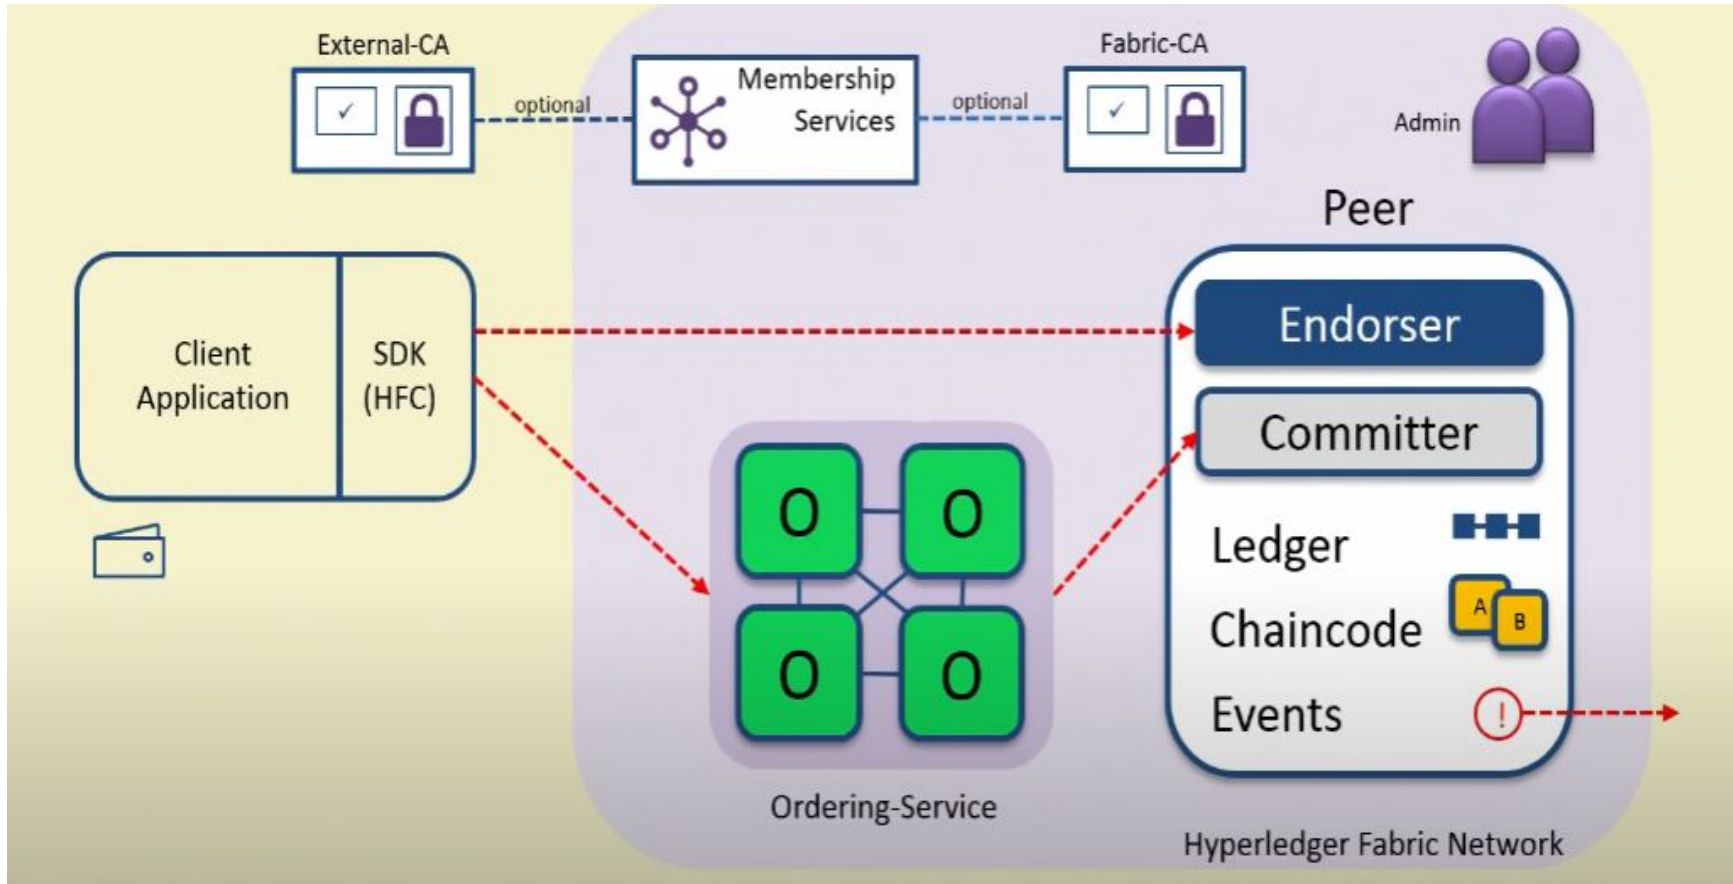 External-CA
optional
Membership
Services
optional
Fabric-CA
✓
✓
Admin
Peer
Client
Application
SDK
(HFC)
Endorser
Committer
Ledger
Chaincode
A
B
Events
!
O
O
O
O
Ordering-Service
Hyperledger Fabric Network